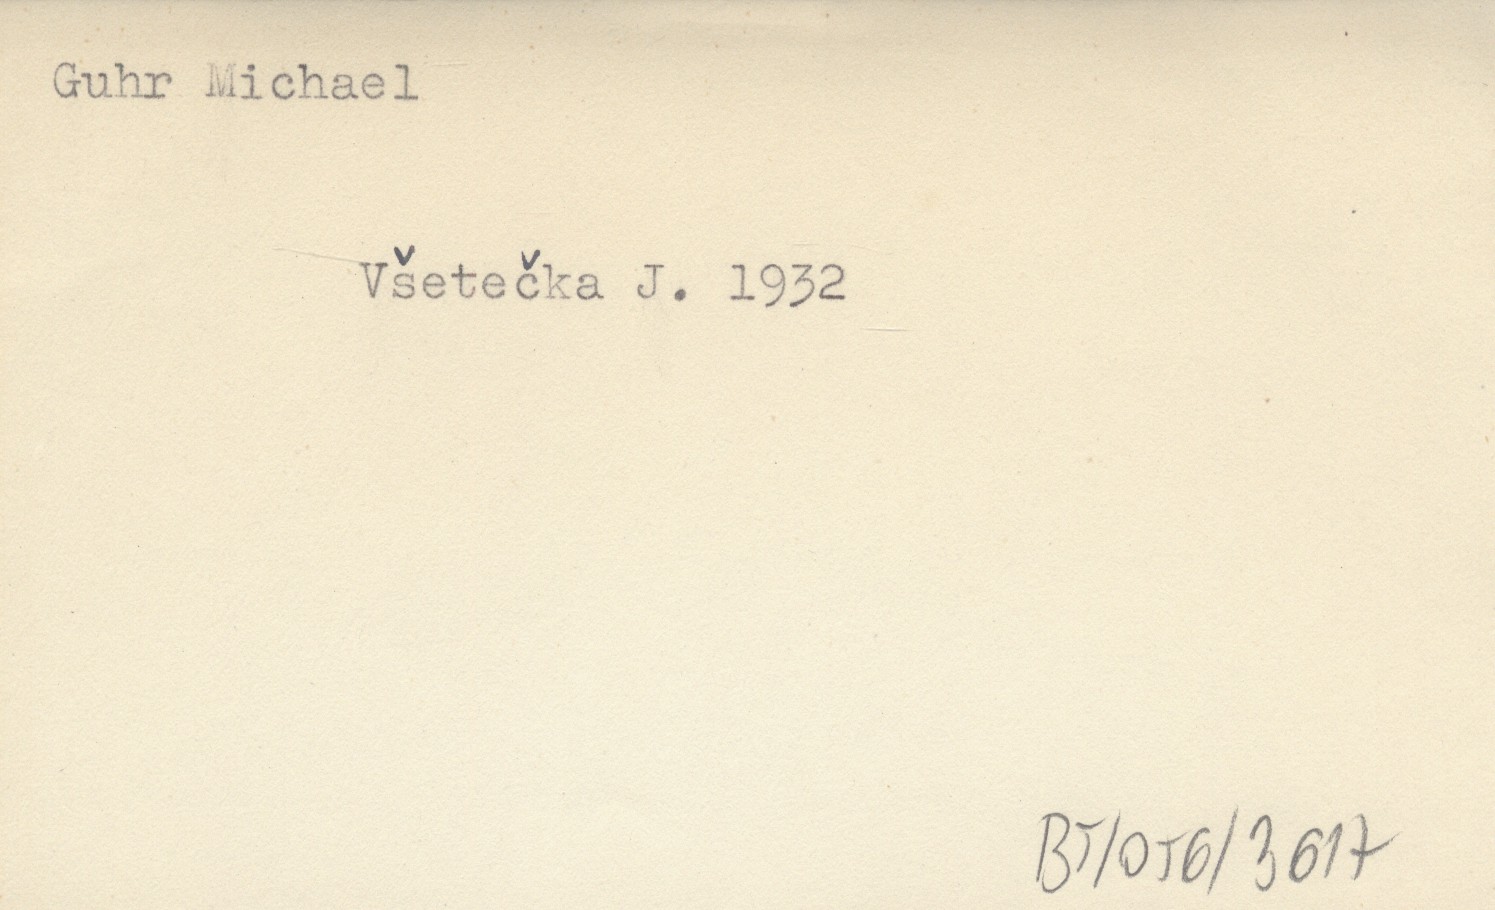 Guhr Michael
Všetečka J. 1932
BT/056/3617